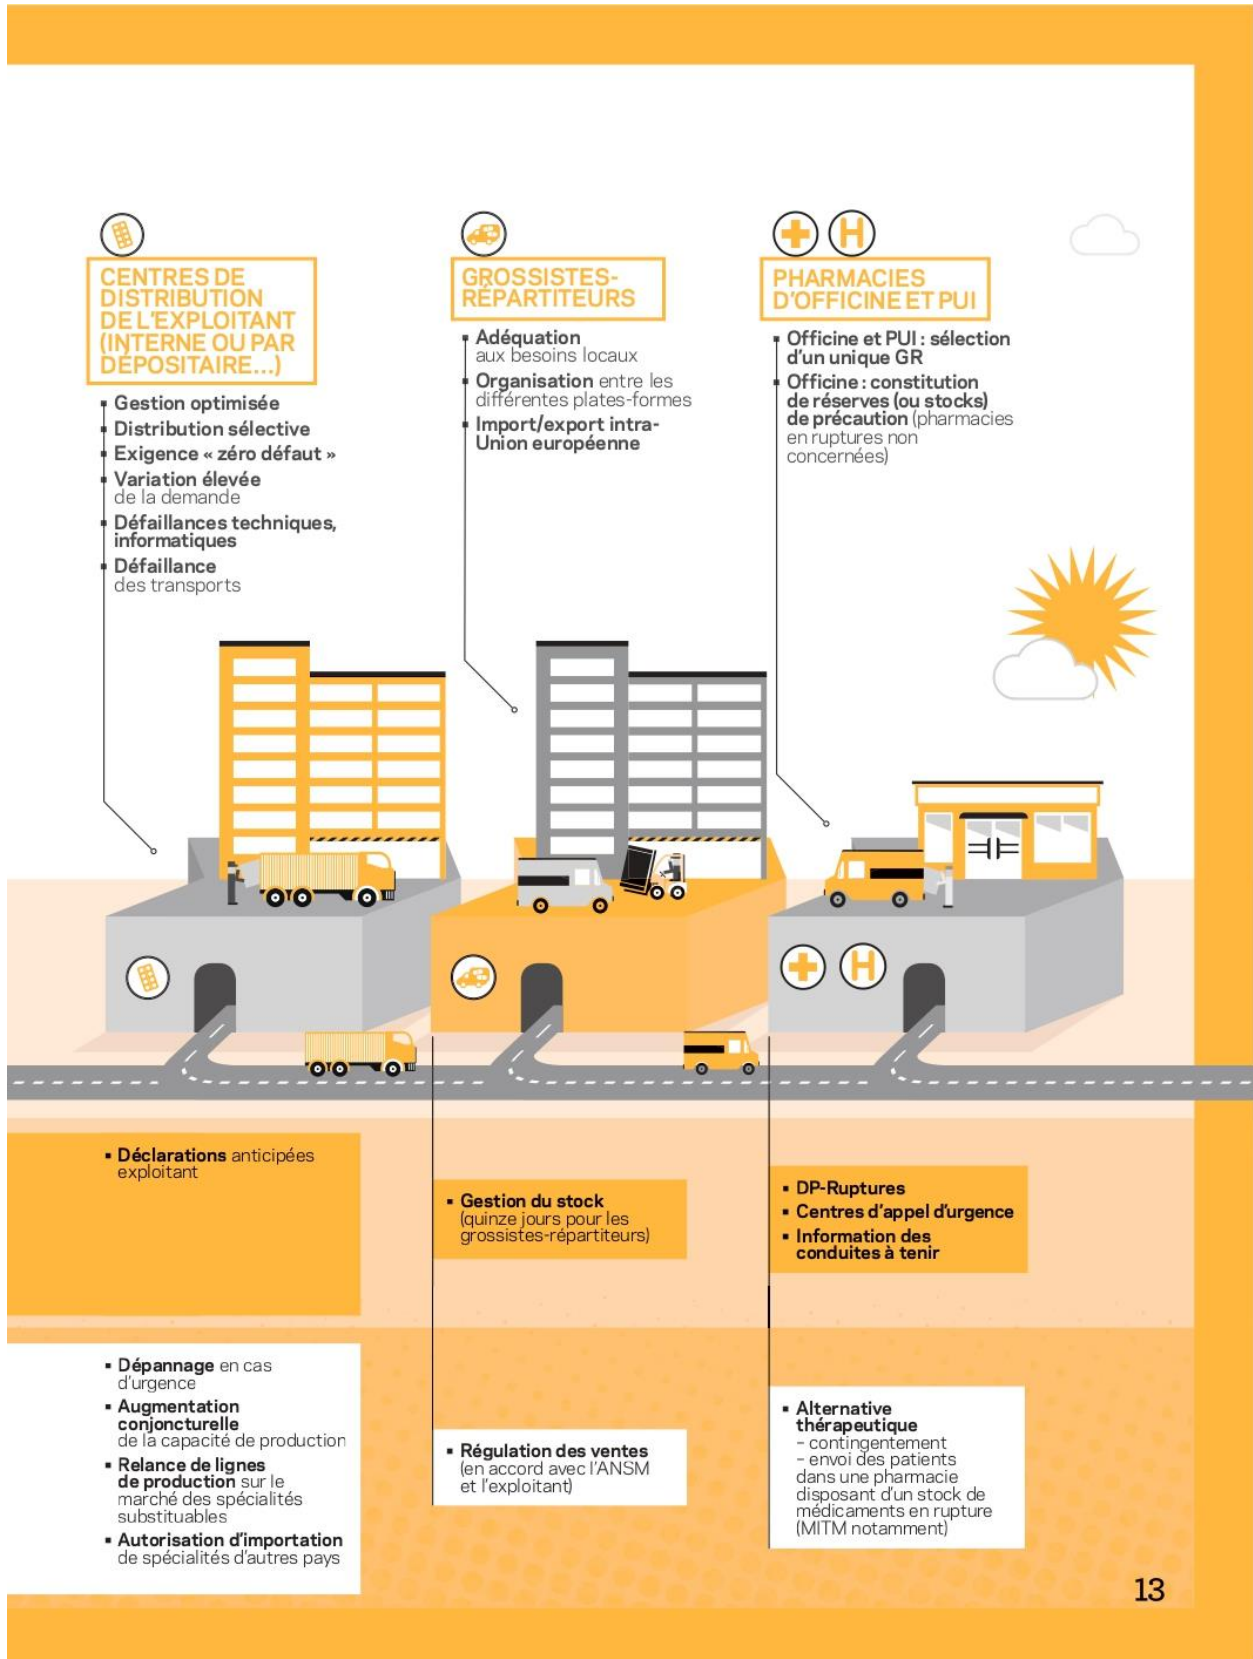 CENTRES DE
DISTRIBUTION
DE L'EXPLOITANT
(INTERNE OU PAR
DÉPOSITAIRE...)
▪ Gestion optimisée
▪ Distribution sélective
▪ Exigence « zéro défaut »
▪ Variation élevée
de la demande
▪ Défaillances techniques,
informatiques
▪ Défaillance
des transports
GROSSISTES-
RÉPARTITEURS
▪ Adéquation
aux besoins locaux
▪ Organisation entre les
différentes plates-formes
▪ Import/export intra-
Union européenne
H
PHARMACIES
D'OFFICINE ET PUI
▪ Officine et PUI : sélection
d'un unique GR
▪ Officine : constitution
de réserves (ou stocks)
de précaution (pharmacies
en ruptures non
concernées)
H
▪ Déclarations anticipées
exploitant
▪ Gestion du stock
(quinze jours pour les
grossistes-répartiteurs)
▪ DP-Ruptures
▪ Centres d'appel d'urgence
▪ Information des
conduites à tenir
▪ Dépannage en cas
d'urgence
▪ Augmentation
conjoncturelle
de la capacité de production
▪ Relance de lignes
de production sur le
marché des spécialités
substituables
▪ Autorisation d'importation
de spécialités d'autres pays
▪ Régulation des ventes
(en accord avec l'ANSM
et l'exploitant)
▪ Alternative
thérapeutique
– contingentement
– envoi des patients
dans une pharmacie
disposant d'un stock de
médicaments en rupture
(MITM notamment)
13